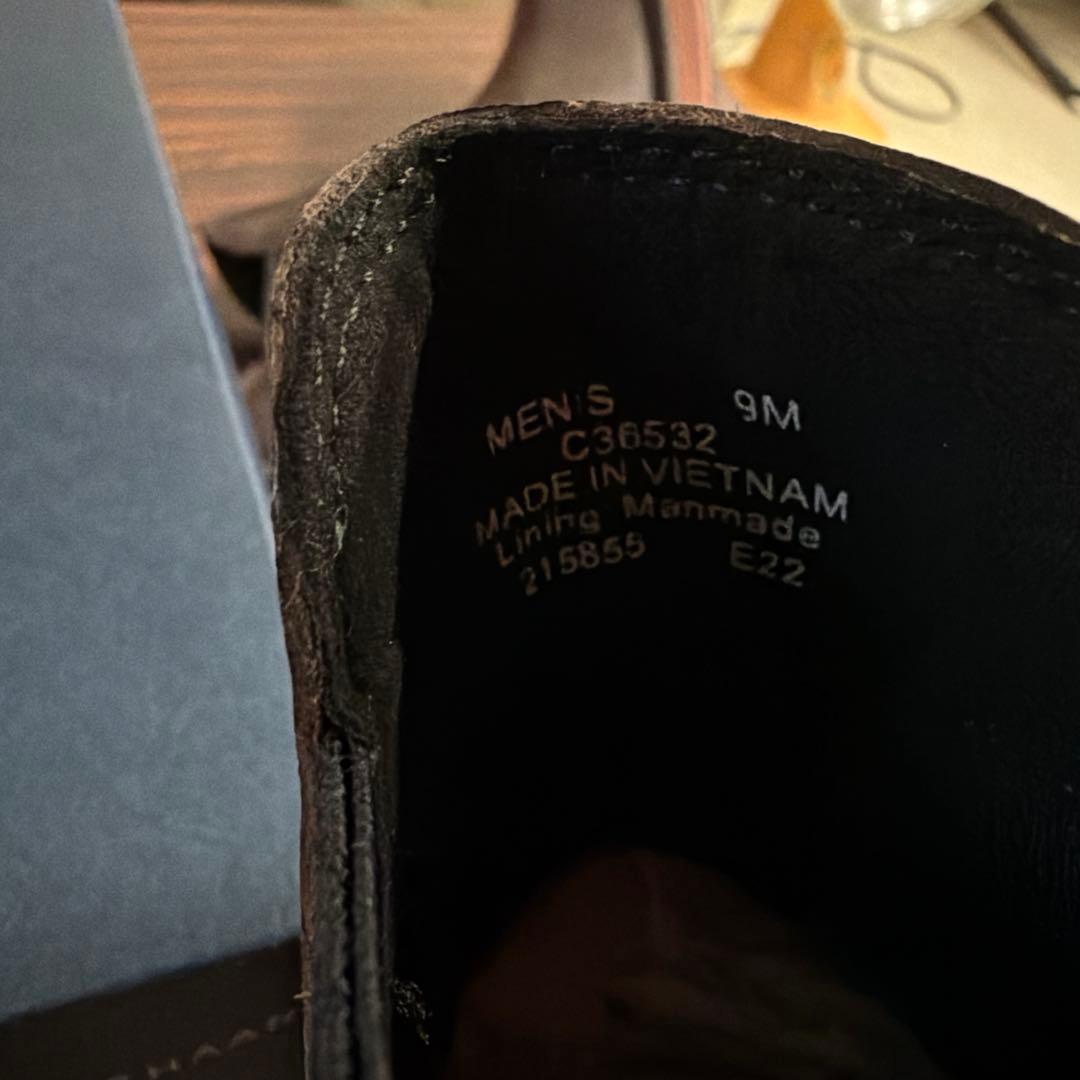 MEN'S 9M
C36532
MADE IN VIETNAM
Lining Manmade
215855 E22